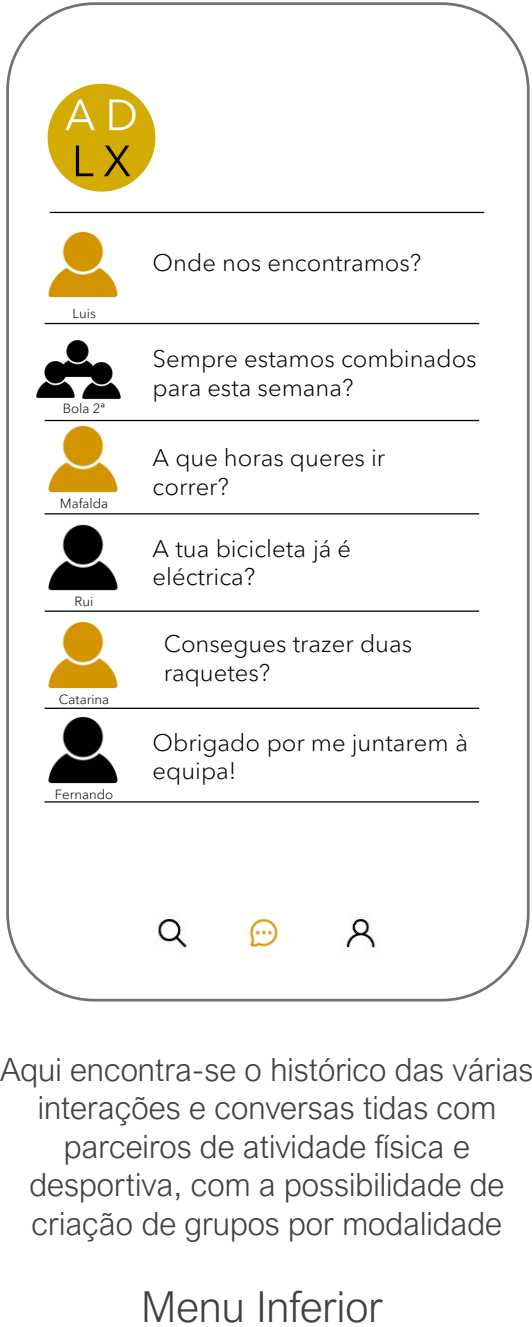 A D
L X
Onde nos encontramos?
Luis
Sempre estamos combinados
para esta semana?
Bola 2ª
A que horas queres ir
correr?
Mafalda
A tua bicicleta já é
eléctrica?
Rui
Consegues trazer duas
raquetes?
Catarina
Obrigado por me juntarem à
equipa!
Fernando
Aqui encontra-se o histórico das várias
interações e conversas tidas com
parceiros de atividade física e
desportiva, com a possibilidade de
criação de grupos por modalidade
Menu Inferior